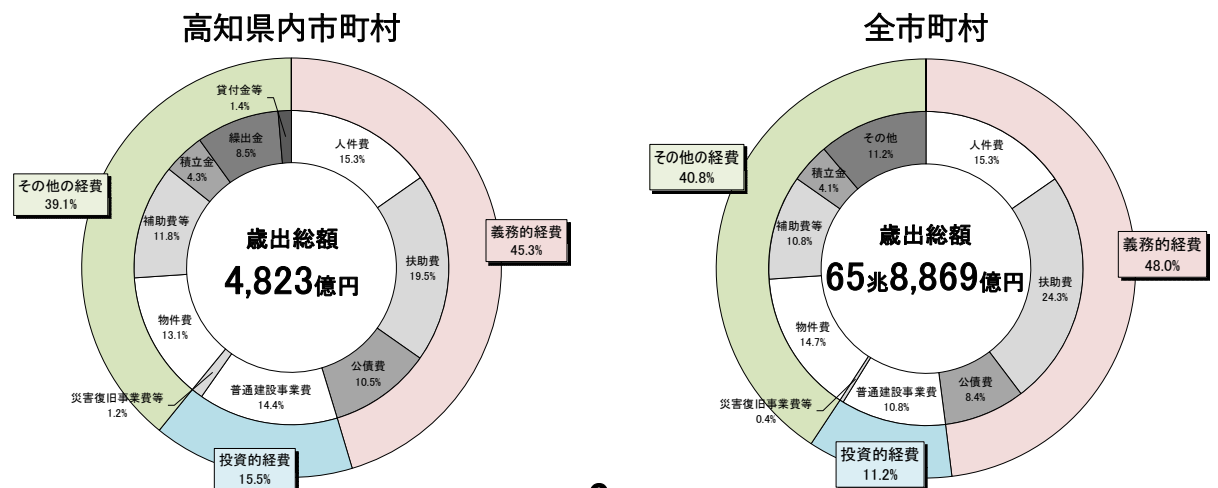 高知県内市町村
貸付金等
1.4%
繰出金
8.5%
積立金
4.3%
補助費等
11.8%
物件費
13.1%
災害復旧事業費等
1.2%
普通建設事業費
14.4%
公債費
10.5%
扶助費
19.5%
人件費
15.3%
その他の経費
39.1%
義務的経費
45.3%
投資的経費
15.5%
歳出総額
4,823億円
全市町村
その他
11.2%
積立金
4.1%
補助費等
10.8%
物件費
14.7%
災害復旧事業費等
0.4%
普通建設事業費
10.8%
公債費
8.4%
扶助費
24.3%
人件費
15.3%
その他の経費
40.8%
義務的経費
48.0%
投資的経費
11.2%
歳出総額
65兆8,869億円